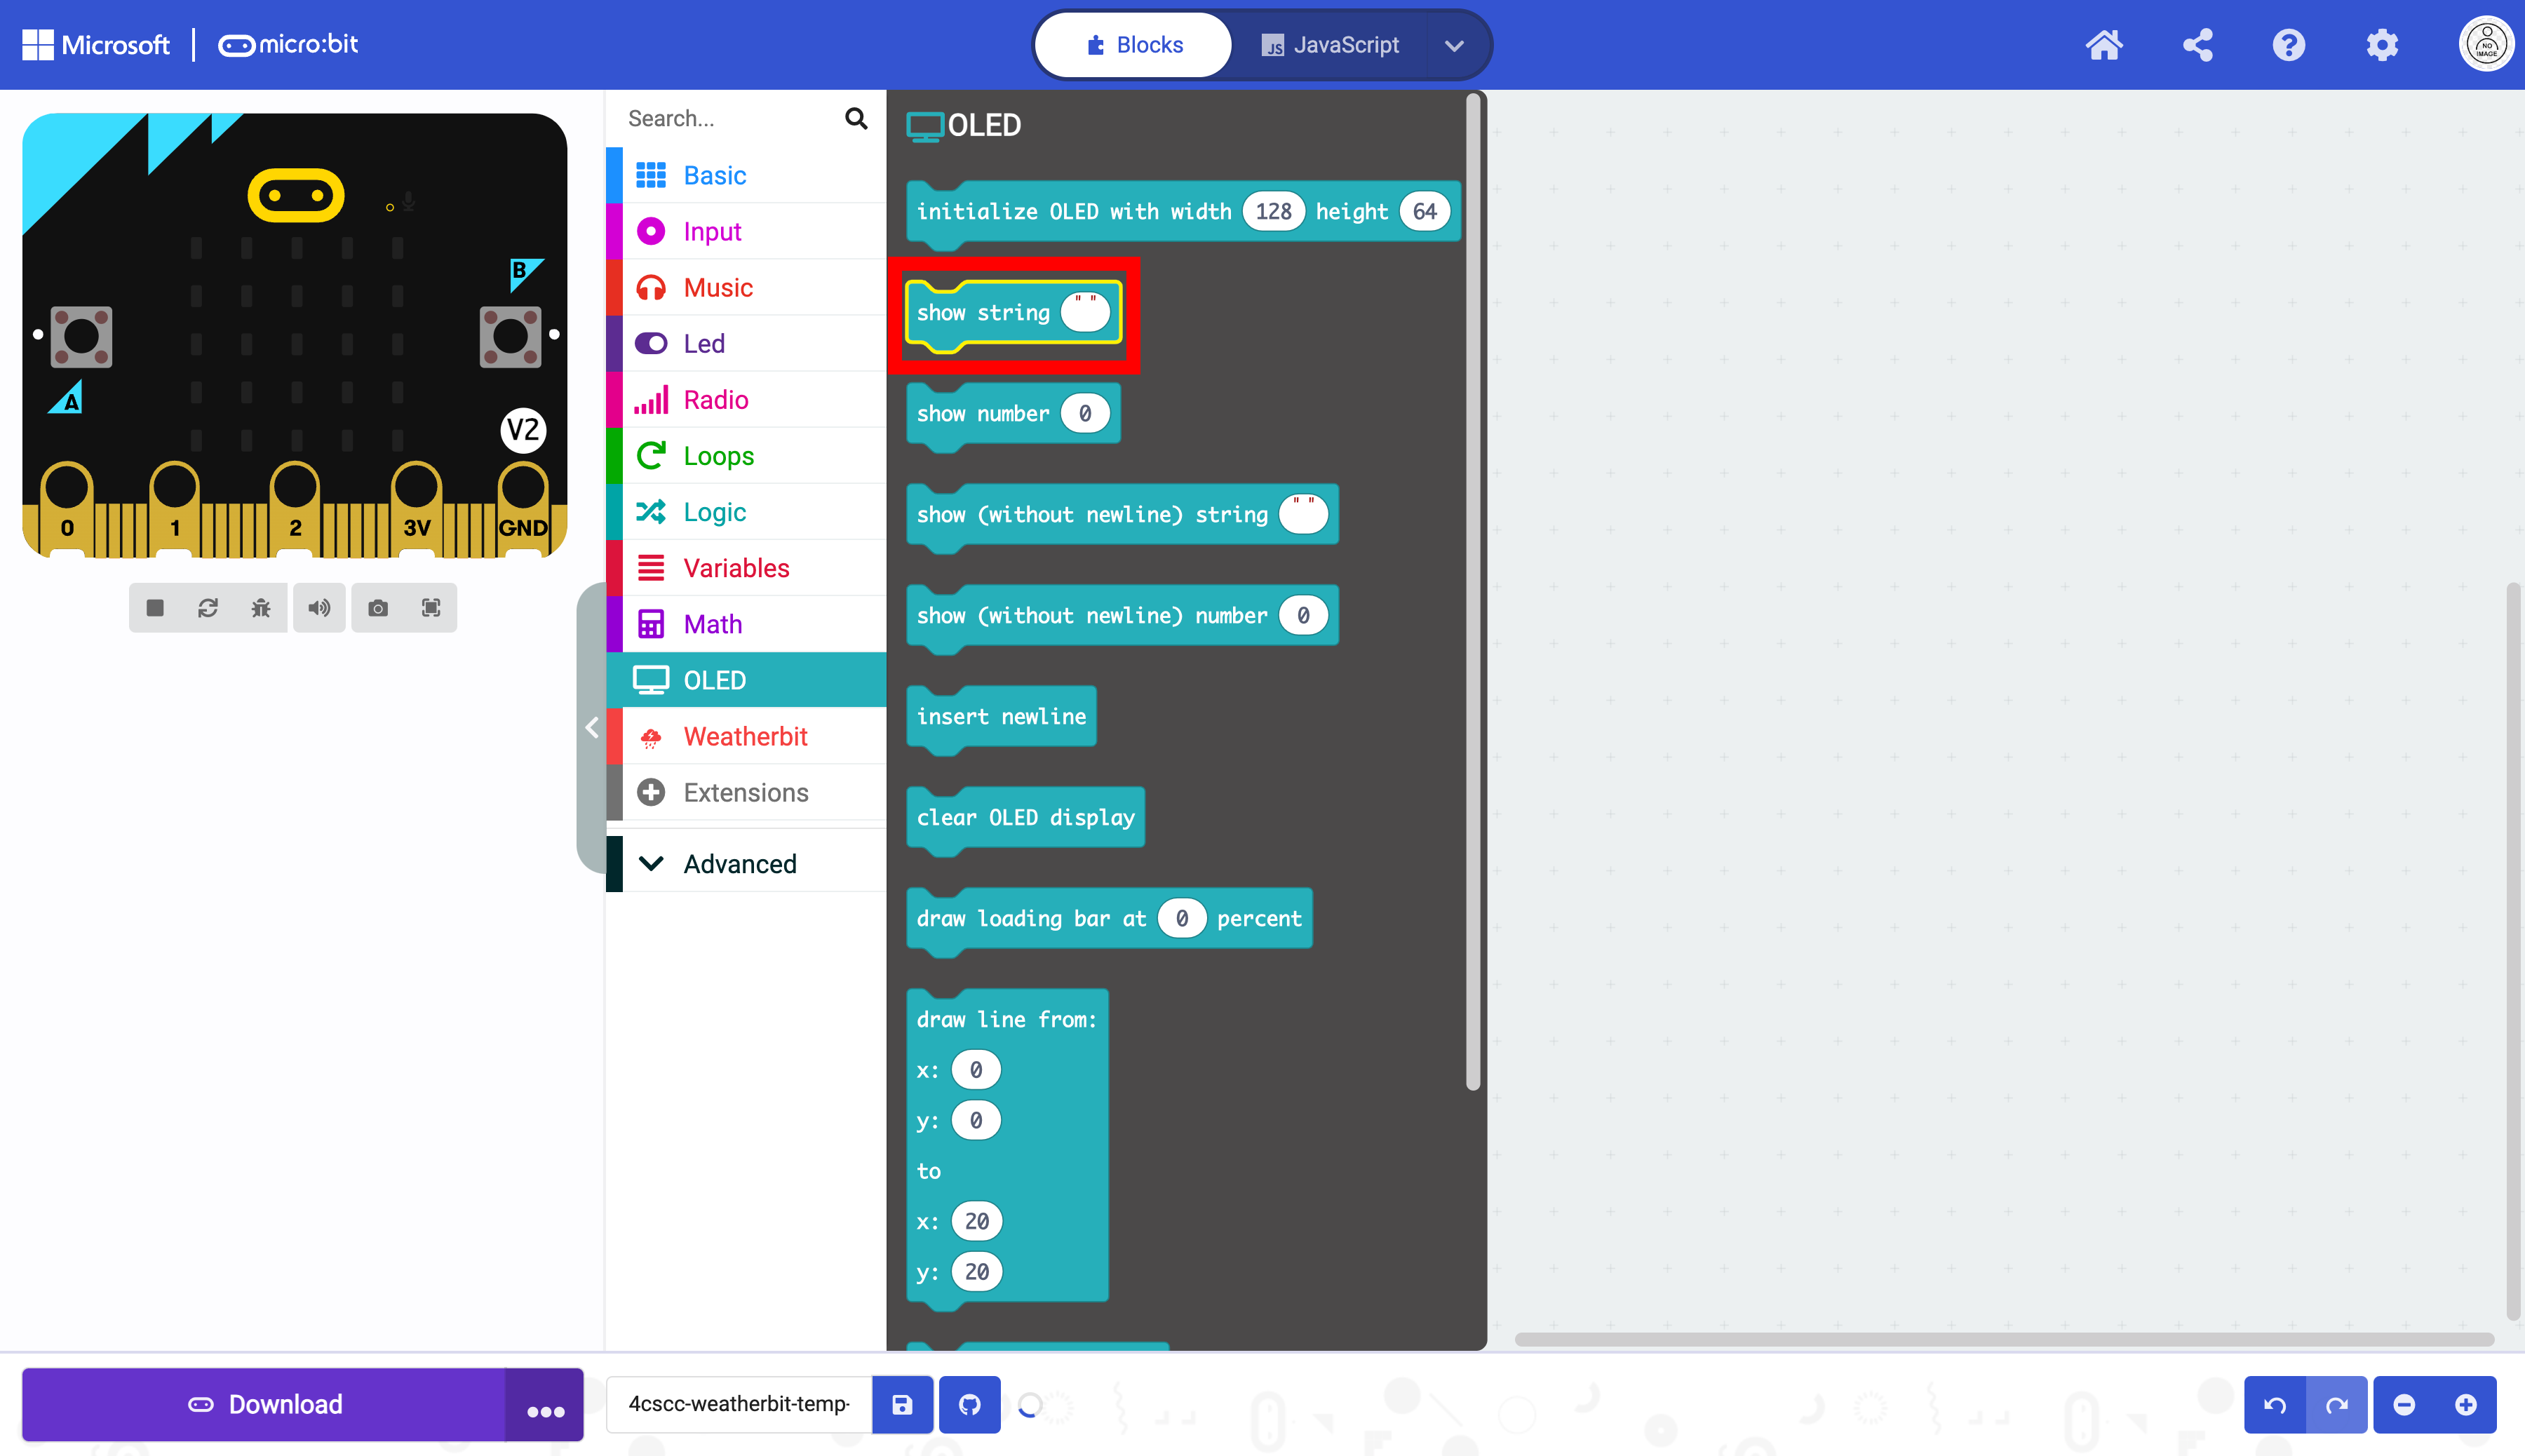 Microsoft | micro:bit
Blocks
JS JavaScript
NO
IMAGE
B
A
V2
0 1 2 3V GND
Search...
Basic
Input
Music
Led
Radio
Loops
Logic
Variables
Math
OLED
Weatherbit
Extensions
Advanced
OLED
initialize OLED with width 128 height 64
show string " "
show number 0
show (without newline) string " "
show (without newline) number 0
insert newline
clear OLED display
draw loading bar at 0 percent
draw line from:
x: 0
y: 0
to
x: 20
y: 20
Download
4cscc-weatherbit-temp-